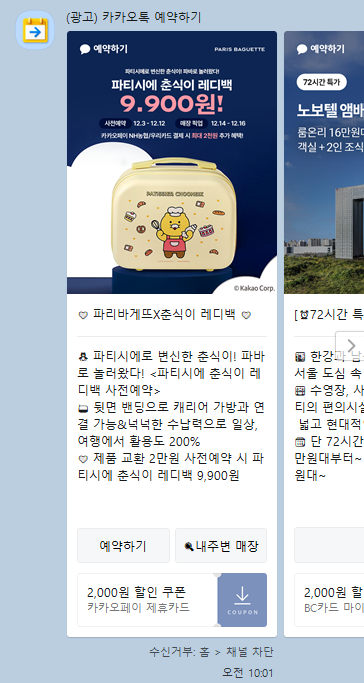 (광고) 카카오톡 예약하기
예약하기
PARIS BAGUETTE
파티시에로 변신한 춘식이! 파바로 놀러왔다!
파티시에 춘식이 레디백
9,900원!
사전예약 12.3 - 12.12 매장 픽업 12.14 - 12.16
카카오페이 NH농협/우리카드 결제 시 최대 2천원 추가 혜택!
PATISSIER, CHOONSIK
© Kakao Corp.
🤍 파리바게뜨X춘식이 레디백 🤍
파티시에로 변신한 춘식이! 파바
로 놀러왔다! <파티시에 춘식이 레
디백 사전예약>
뒷면 밴딩으로 캐리어 가방과 연
결 가능&넉넉한 수납력으로 일상,
여행에서 활용도 200%
🤍 제품 교환 2만원 사전예약 시 파
티시에 춘식이 레디백 9,900원
예약하기
내주변 매장
2,000원 할인 쿠폰
카카오페이 제휴카드
COUPON
예약하기
72시간 특가
노보텔 앰배
룸온리 16만원대
객실 + 2인 조식
[⏰72시간 특
한강과 남
서울 도심 속
수영장, 사
티의 편의시설
넓고 현대적
단 72시간
만원대부터~
원대~
2,000원 할
BC카드 마이
수신거부: 홈 > 채널 차단
오전 10:01